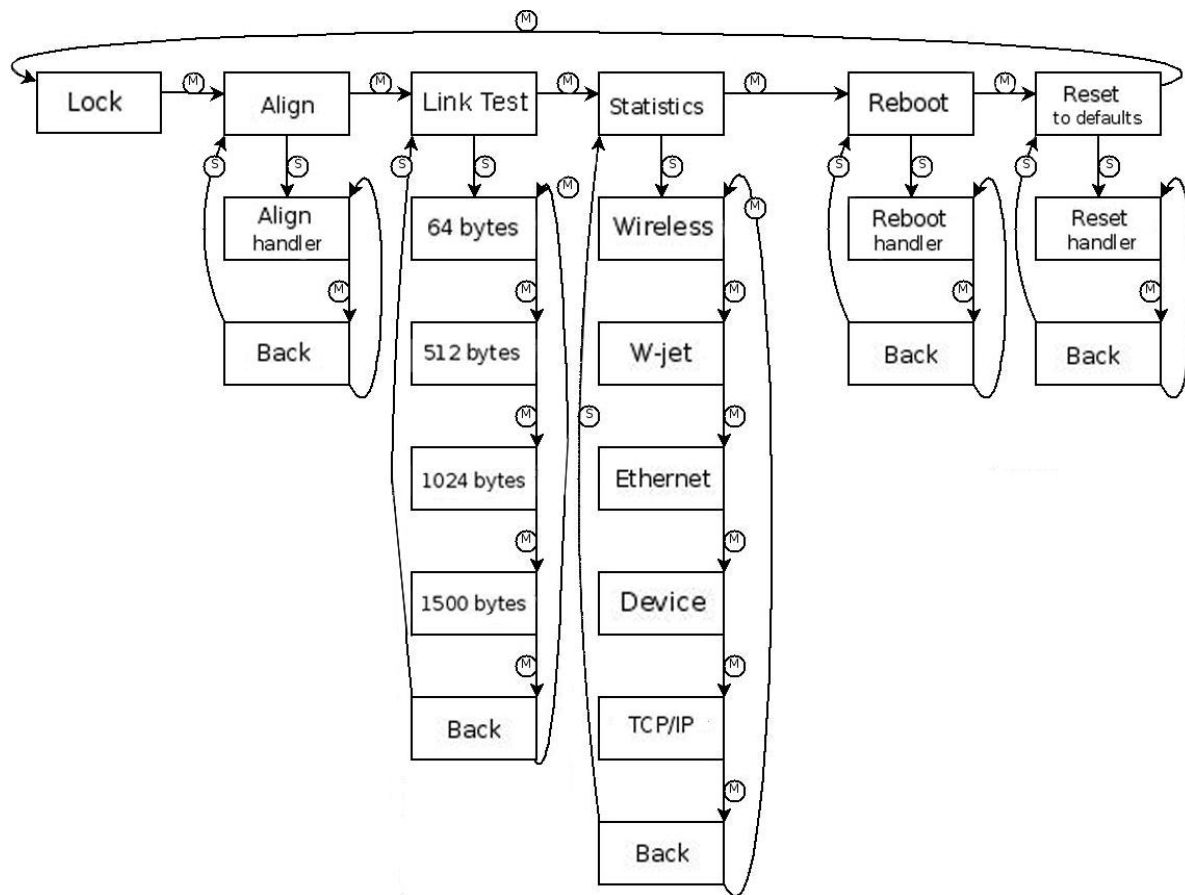 M
Lock
M
Align
M
Link Test
M
Statistics
M
Reboot
M
Reset
to defaults
S
S
S
S
M
S
S
S
S
S
Align
handler
64 bytes
Wireless
M
Reboot
handler
Reset
handler
M
M
M
M
M
Back
512 bytes
W-jet
Back
Back
M
S
M
1024 bytes
Ethernet
M
M
1500 bytes
Device
M
M
Back
TCP/IP
M
Back